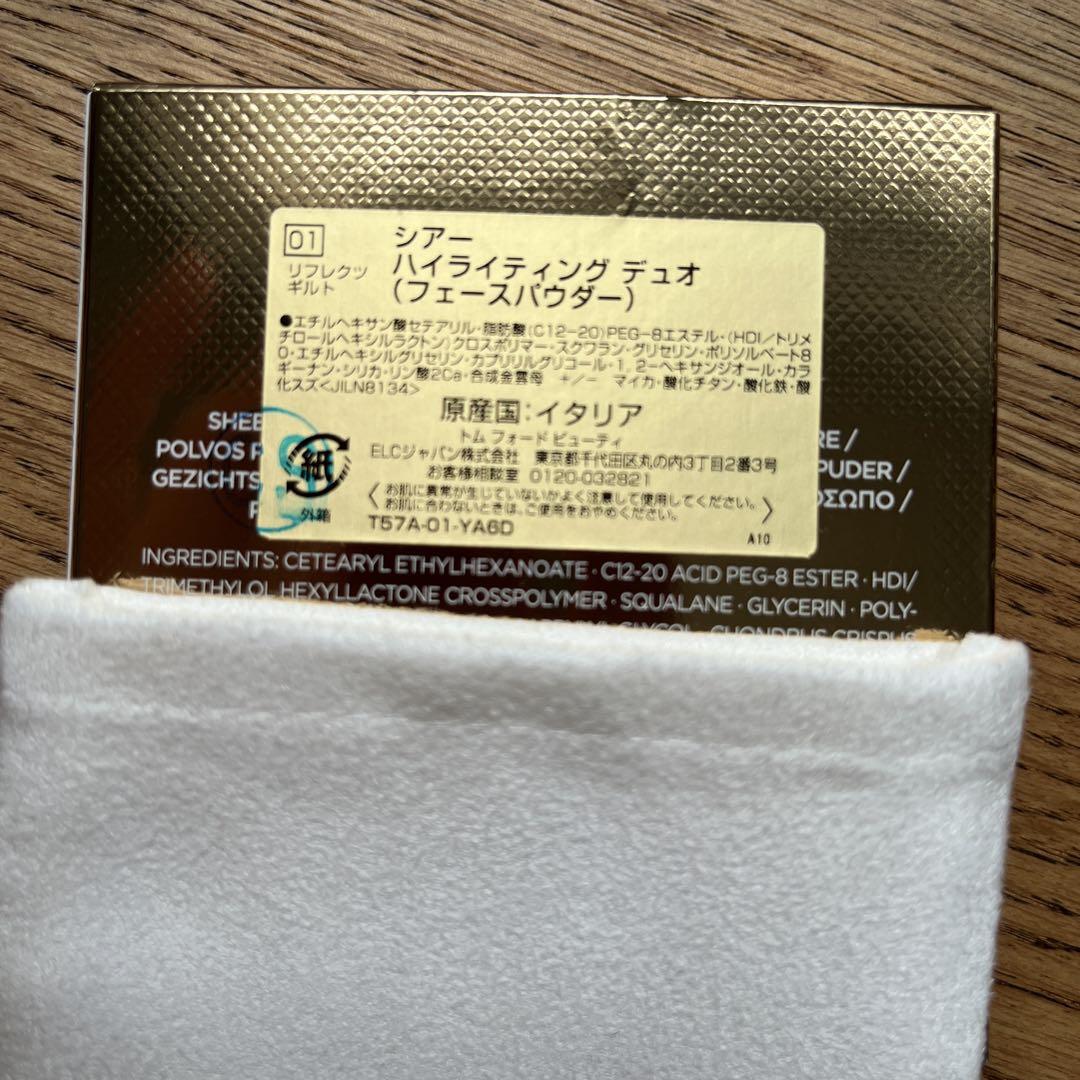 01
リフレクツ
ギルト
シアー
ハイライティング デュオ
(フェースパウダー)
●エチルヘキサン酸セテアリル・脂肪酸(C12-20)PEG-8エステル・(HDI/トリメ
チロールヘキシルラクトン)クロスポリマー・スクワラン・グリセリン・ポリソルベート8
0・エチルヘキシルグリセリン・カプリリルグリコール・1, 2-ヘキサンジオール・カラ
ギーナン・シリカ・リン酸2Ca・合成金雲母 +/- マイカ・酸化チタン・酸化鉄・酸
化スズ<JILN8134>
原産国:イタリア
トム フォード ビューティ
ELCジャパン株式会社 東京都千代田区丸の内3丁目2番3号
お客様相談室 0120-032821
お肌に異常が生じていないかよく注意して使用してください。
お肌に合わないときは、ご使用をおやめください。
紙
外箱
T57A-01-YA6D
A10
SHEE
RE /
POLVOS
PUDER /
GEZICHTS
ΟΣΩΠΟ /
INGREDIENTS: CETEARYL ETHYLHEXANOATE · C12-20 ACID PEG-8 ESTER · HDI/
TRIMETHYLOL HEXYLLACTONE CROSSPOLYMER · SQUALANE · GLYCERIN · POLY-
GLYCOL · CHONDRUS CRISPUS